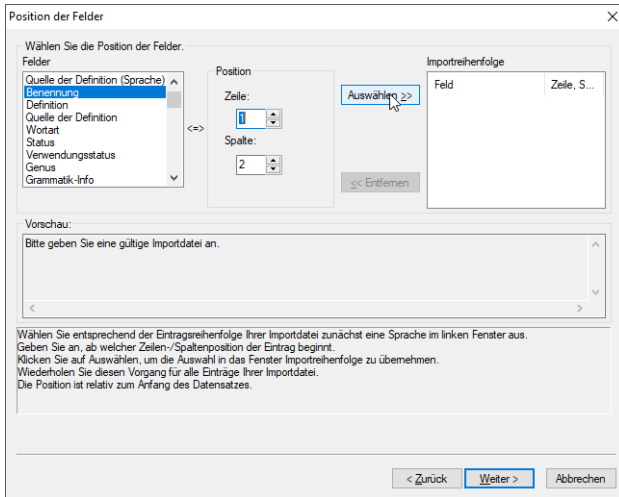 Position der Felder
Wählen Sie die Position der Felder.
Felder
Quelle der Definition (Sprache)
Benennung
Definition
Quelle der Definition
Wortart
Status
Verwendungsstatus
Genus
Grammatik-Info
<=>
Position
Zeile:
1
Spalte:
2
Auswählen >>
<< Entfernen
Importreihenfolge
Feld Zeile, S...
Vorschau:
Bitte geben Sie eine gültige Importdatei an.
Wählen Sie entsprechend der Eintragsreihenfolge Ihrer Importdatei zunächst eine Sprache im linken Fenster aus.
Geben Sie an, ab welcher Zeilen-/Spaltenposition der Eintrag beginnt.
Klicken Sie auf Auswählen, um die Auswahl in das Fenster Importreihenfolge zu übernehmen.
Wiederholen Sie diesen Vorgang für alle Einträge Ihrer Importdatei.
Die Position ist relativ zum Anfang des Datensatzes.
< Zurück Weiter > Abbrechen